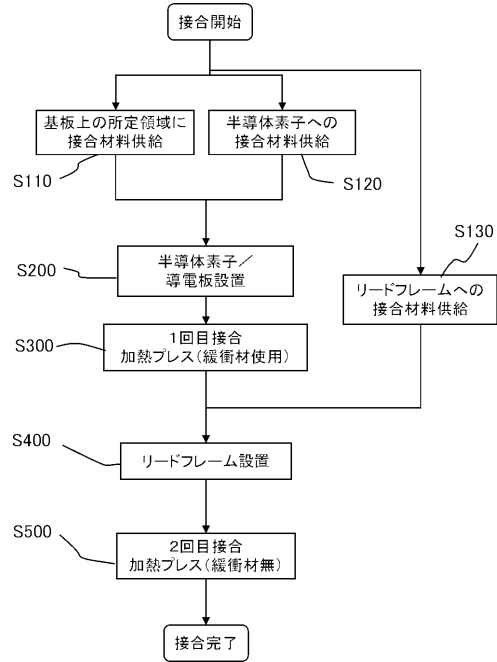 接合開始
基板上の所定領域に
接合材料供給
S110
半導体素子への
接合材料供給
S120
S130
リードフレームへの
接合材料供給
S200
半導体素子／
導電板設置
S300
1回目接合
加熱プレス(緩衝材使用)
S400
リードフレーム設置
S500
2回目接合
加熱プレス(緩衝材無)
接合完了